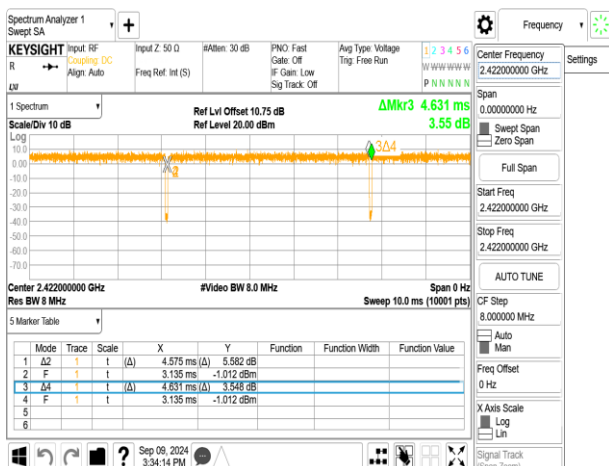 Spectrum Analyzer 1
Swept SA
Frequency
KEYSIGHT
R
LXI
Input: RF
Coupling: DC
Align: Auto
Input Z: 50 Ω
Freq Ref: Int (S)
#Atten: 30 dB
PNO: Fast
Gate: Off
IF Gain: Low
Sig Track: Off
Avg Type: Voltage
Trig: Free Run
1 2 3 4 5 6
W W W W W W
P N N N N N
1 Spectrum
Scale/Div 10 dB
Ref Lvl Offset 10.75 dB
Ref Level 20.00 dBm
ΔMkr3 4.631 ms
3.55 dB
Log
10.0
0.00
-10.0
-20.0
-30.0
-40.0
-50.0
-60.0
-70.0
3Δ4
Center 2.422000000 GHz
Res BW 8 MHz
#Video BW 8.0 MHz
Span 0 Hz
Sweep 10.0 ms (10001 pts)
5 Marker Table
Mode Trace Scale X Y Function Function Width Function Value
1 Δ2 1 t (Δ) 4.575 ms (Δ) 5.582 dB
2 F 1 t 3.135 ms -1.012 dBm
3 Δ4 1 t (Δ) 4.631 ms (Δ) 3.548 dB
4 F 1 t 3.135 ms -1.012 dBm
5
6
?
Sep 09, 2024
3:34:14 PM
Center Frequency
2.422000000 GHz
Settings
Span
0.00000000 Hz
Swept Span
Zero Span
Full Span
Start Freq
2.422000000 GHz
Stop Freq
2.422000000 GHz
AUTO TUNE
CF Step
8.000000 MHz
Auto
Man
Freq Offset
0 Hz
X Axis Scale
Log
Lin
Signal Track
(Span Zoom)